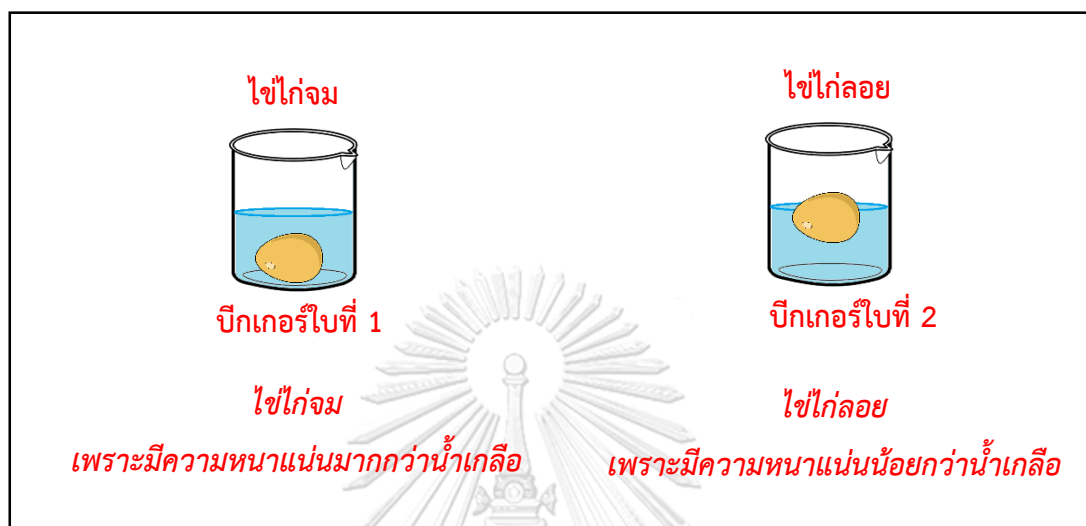 ไข่ไก่จม
ไข่ไก่ลอย
บีกเกอร์ใบที่ 1
บีกเกอร์ใบที่ 2
ไข่ไก่จม
เพราะมีความหนาแน่นมากกว่าน้ำเกลือ
ไข่ไก่ลอย
เพราะมีความหนาแน่นน้อยกว่าน้ำเกลือ